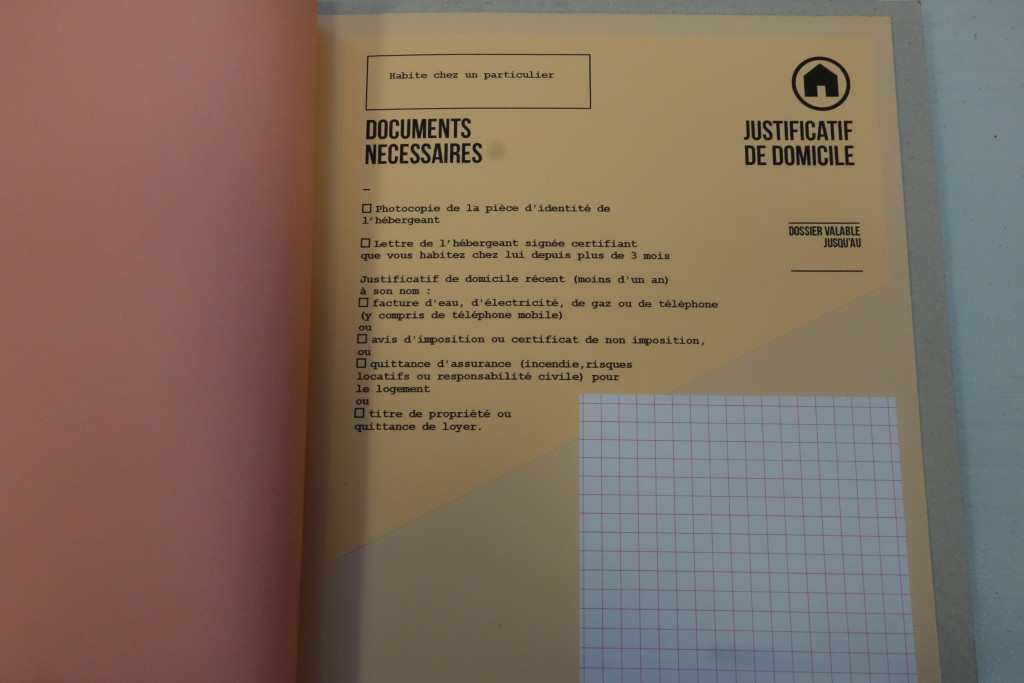 Habite chez un particulier
DOCUMENTS
NECESSAIRES
JUSTIFICATIF
DE DOMICILE
–
□ Photocopie de la pièce d'identité de
l'hébergeant
DOSSIER VALABLE
JUSQU'AU
□ Lettre de l'hébergeant signée certifiant
que vous habitez chez lui depuis plus de 3 mois
Justificatif de domicile récent (moins d'un an)
à son nom :
□ facture d'eau, d'électricité, de gaz ou de téléphone
(y compris de téléphone mobile)
ou
□ avis d'imposition ou certificat de non imposition,
ou
□ quittance d'assurance (incendie,risques
locatifs ou responsabilité civile) pour
le logement
ou
□ titre de propriété ou
quittance de loyer.